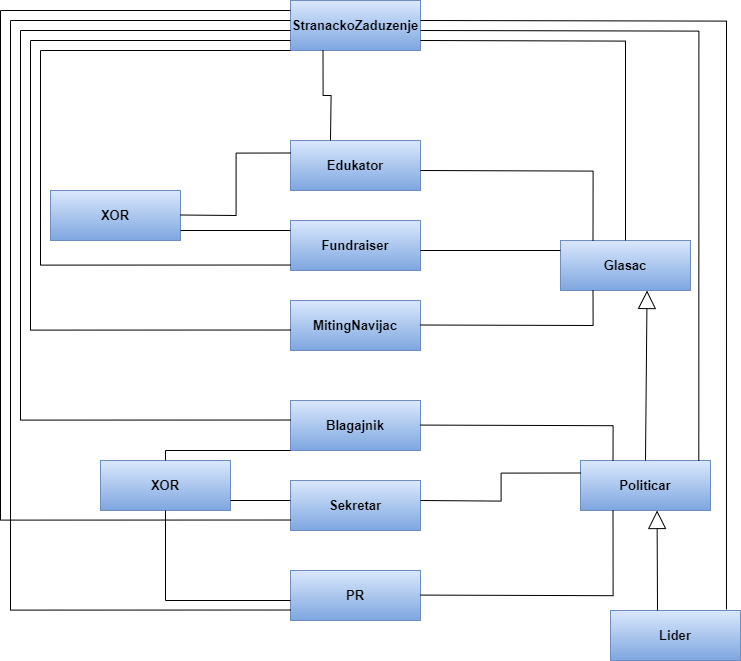 StranackoZaduzenje
Edukator
XOR
Fundraiser
Glasac
MitingNavijac
Blagajnik
XOR
Politicar
Sekretar
PR
Lider